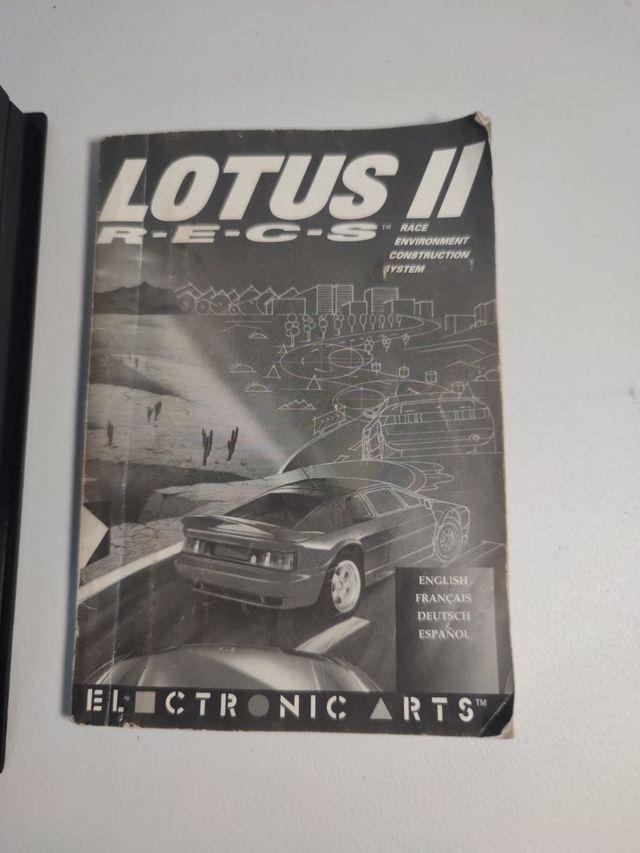 LOTUS II
R-E-C-S™ RACE
ENVIRONMENT
CONSTRUCTION
SYSTEM
ENGLISH
FRANÇAIS
DEUTSCH
ESPAÑOL
ELECTRONIC ARTS™